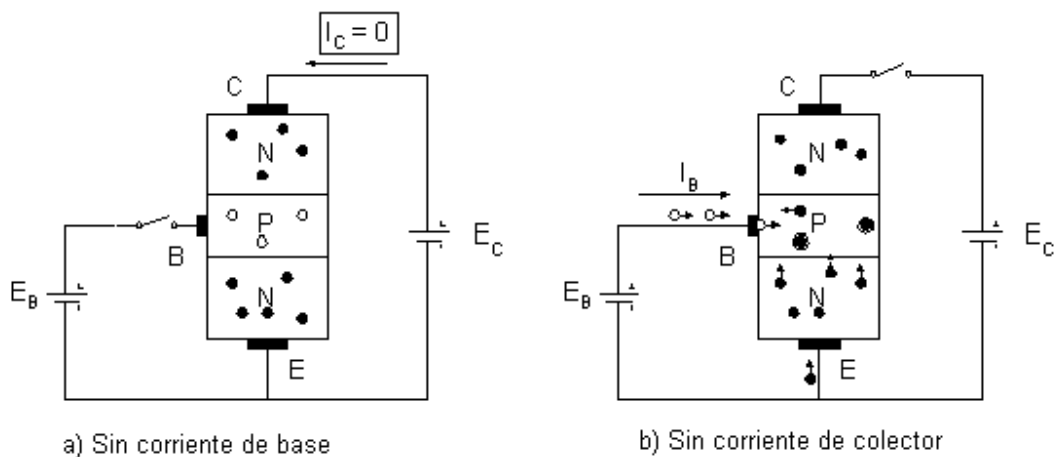 I_C = 0
C
N
P
B
N
E
E_B
E_C
a) Sin corriente de base
C
N
I_B
P
B
N
E
E_B
E_C
b) Sin corriente de colector